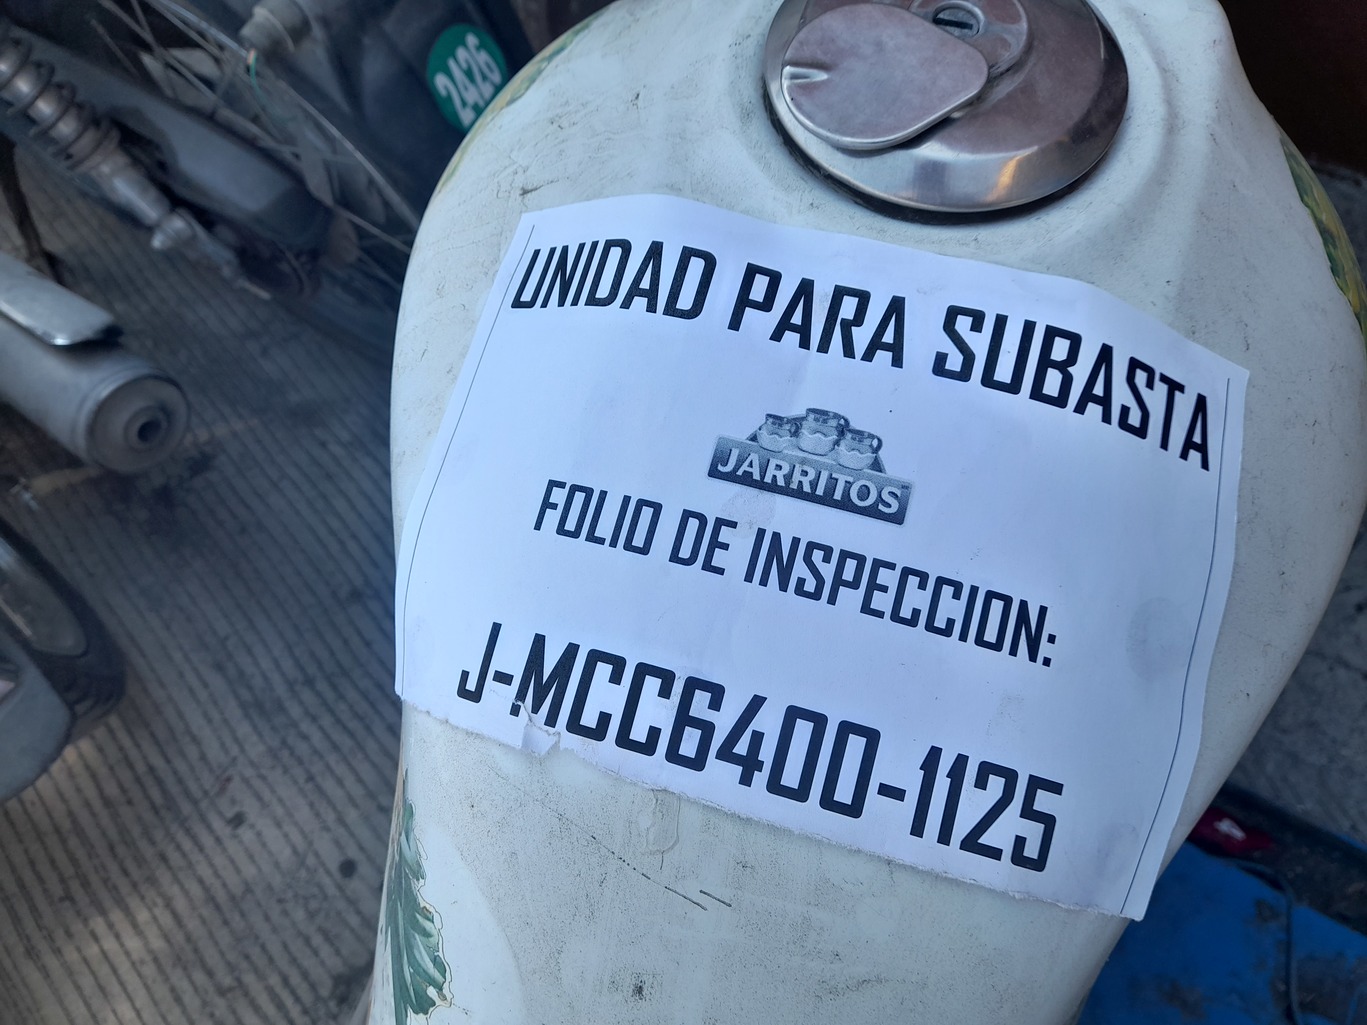 2426
UNIDAD PARA SUBASTA
JARRITOS
FOLIO DE INSPECCION:
J-MCC6400-1125